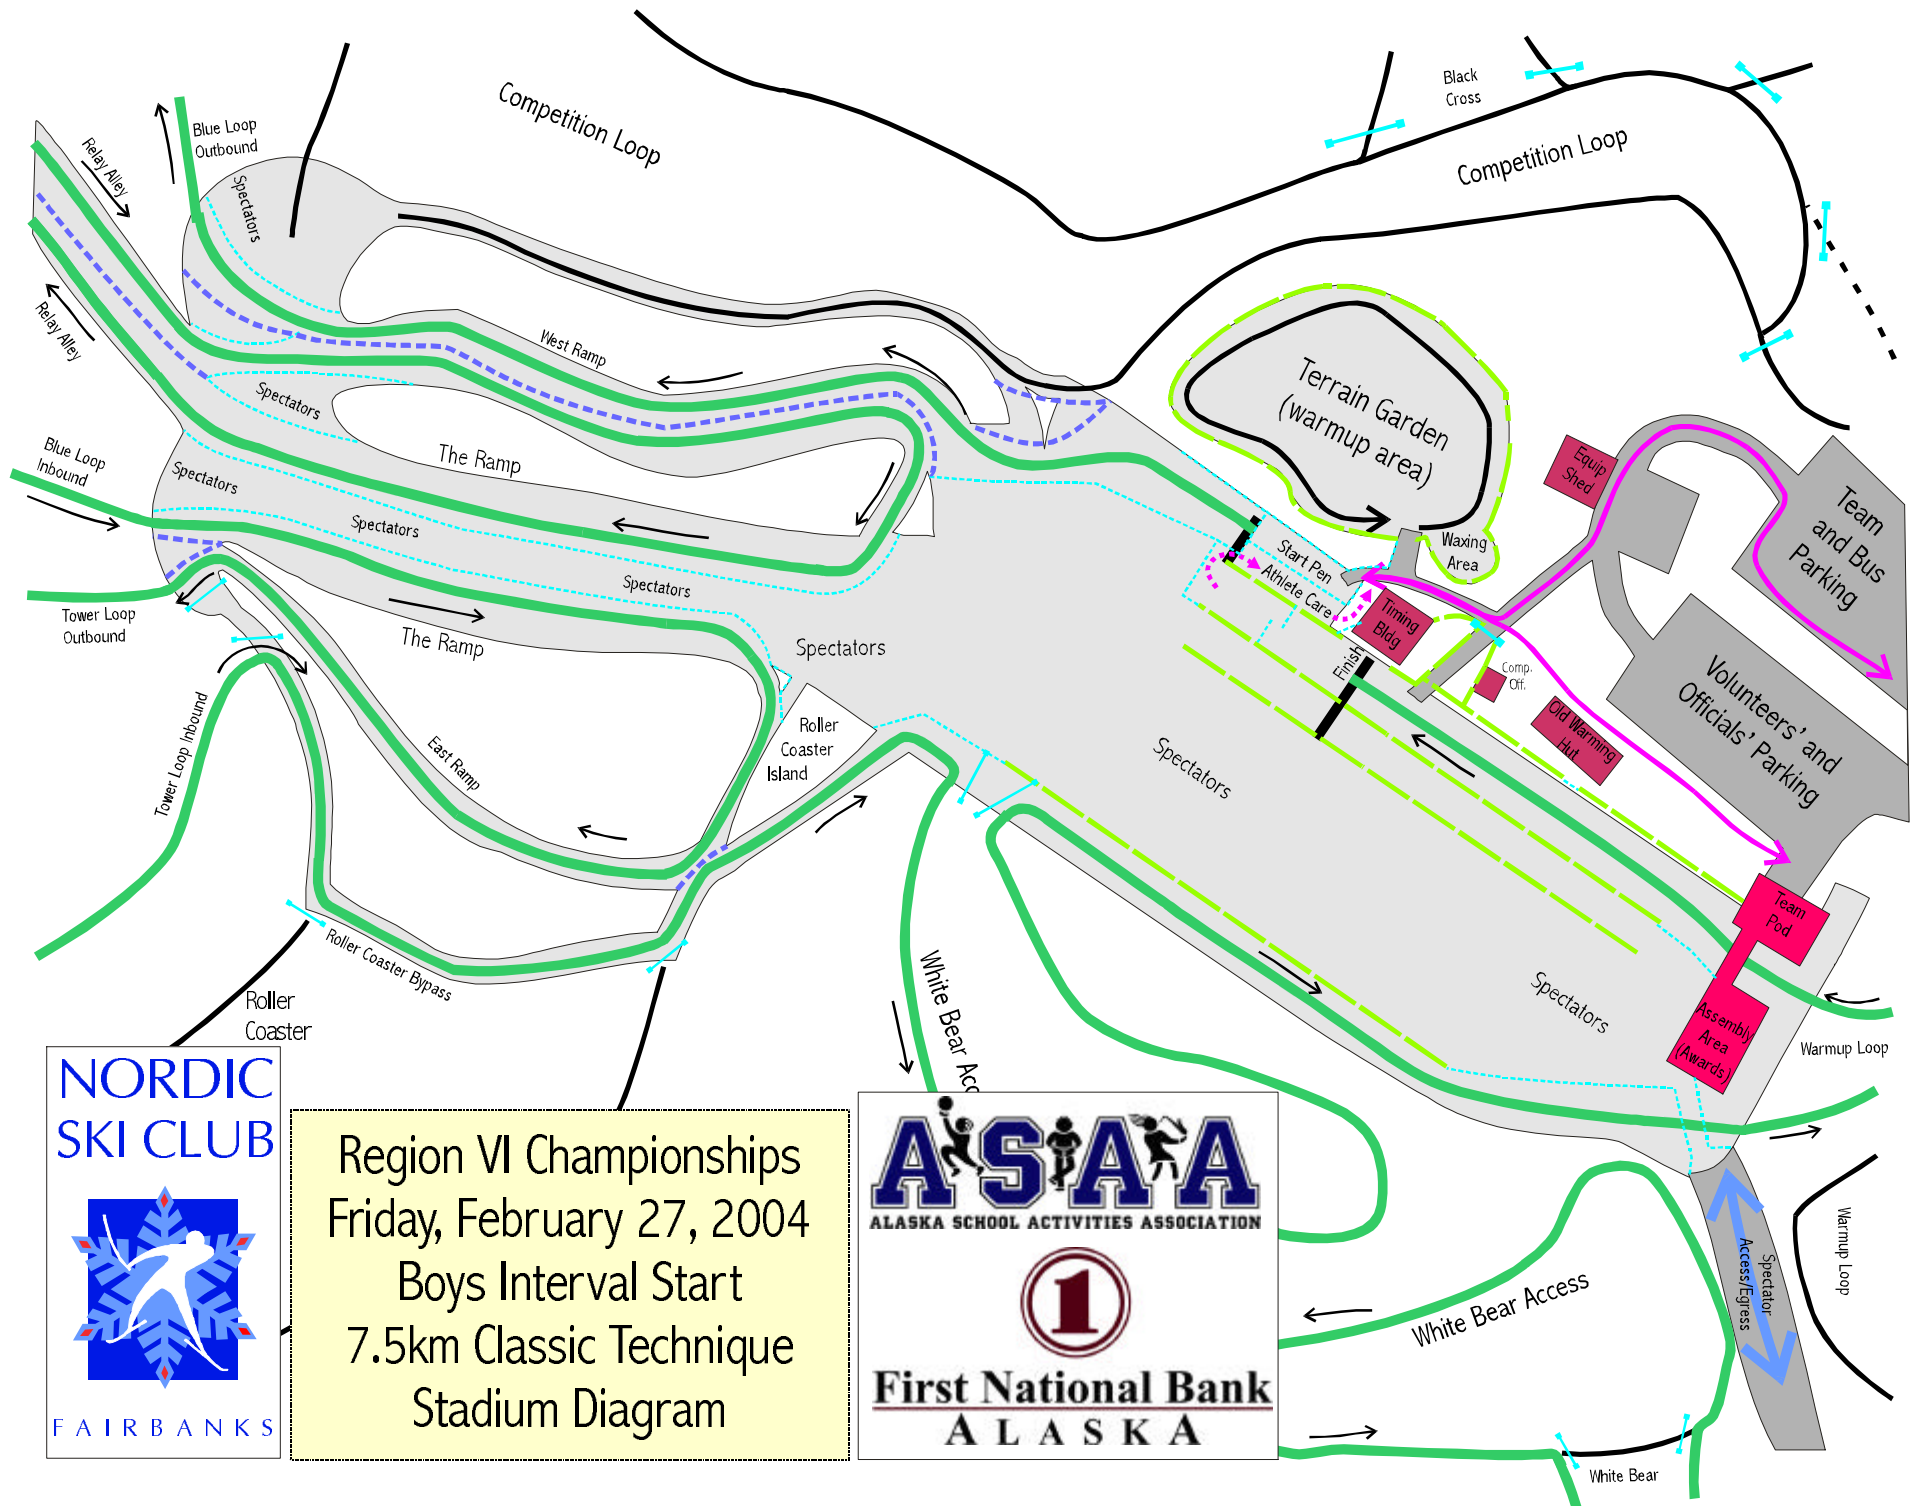 Competition Loop
Black
Cross
Competition Loop
Blue Loop
Outbound
Relay Alley
Spectators
Relay Alley
West Ramp
Terrain Garden
(warmup area)
Equip
Shed
Team
and Bus
Parking
Spectators
The Ramp
Blue Loop
Inbound
Spectators
Spectators
Waxing
Area
Start Pen
Athlete Care
Timing
Bldg
Spectators
Tower Loop
Outbound
The Ramp
Spectators
Finish
Comp.
Off.
Volunteers' and
Officials' Parking
Old Warming
Hut
Tower Loop Inbound
East Ramp
Roller
Coaster
Island
Spectators
Team
Pod
Roller Coaster Bypass
Roller
Coaster
White Bear Acc
Spectators
Assembly
Area
(Awards)
Warmup Loop
NORDIC
SKI CLUB
FAIRBANKS
Region VI Championships
Friday, February 27, 2004
Boys Interval Start
7.5km Classic Technique
Stadium Diagram
ASAA
ALASKA SCHOOL ACTIVITIES ASSOCIATION
1
First National Bank
ALASKA
White Bear Access
Spectator
Access/Egress
Warmup Loop
White Bear